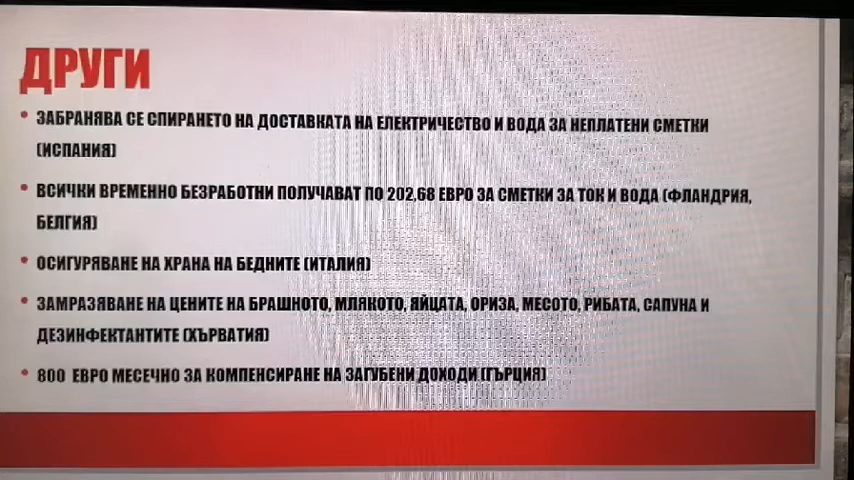 ДРУГИ
• ЗАБРАНЯВА СЕ СПИРАНЕТО НА ДОСТАВКАТА НА ЕЛЕКТРИЧЕСТВО И ВОДА ЗА НЕПЛАТЕНИ СМЕТКИ
(ИСПАНИЯ)
• ВСИЧКИ ВРЕМЕННО БЕЗРАБОТНИ ПОЛУЧАВАТ ПО 202,68 ЕВРО ЗА СМЕТКИ ЗА ТОК И ВОДА (ФЛАНДРИЯ,
БЕЛГИЯ)
• ОСИГУРЯВАНЕ НА ХРАНА НА БЕДНИТЕ (ИТАЛИЯ)
• ЗАМРАЗЯВАНЕ НА ЦЕНИТЕ НА БРАШНОТО, МЛЯКОТО, ЯЙЦАТА, ОРИЗА, МЕСОТО, РИБАТА, САПУНА И
ДЕЗИНФЕКТАНТИТЕ (ХЪРВАТИЯ)
• 800 ЕВРО МЕСЕЧНО ЗА КОМПЕНСИРАНЕ НА ЗАГУБЕНИ ДОХОДИ (ГЪРЦИЯ)